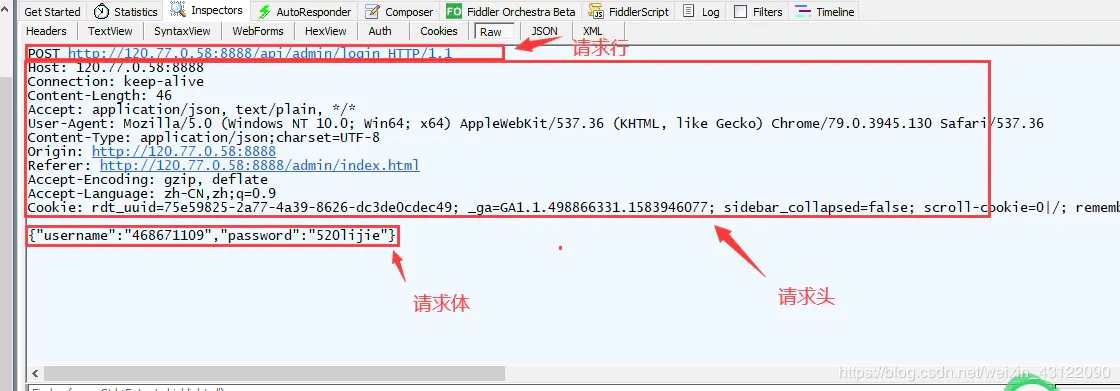 Get Started Statistics Inspectors AutoResponder Composer FO Fiddler Orchestra Beta FiddlerScript Log Filters Timeline
Headers TextView SyntaxView WebForms HexView Auth Cookies Raw JSON XML
POST http://120.77.0.58:8888/api/admin/login HTTP/1.1
请求行
Host: 120.77.0.58:8888
Connection: keep-alive
Content-Length: 46
Accept: application/json, text/plain, */*
User-Agent: Mozilla/5.0 (Windows NT 10.0; Win64; x64) AppleWebKit/537.36 (KHTML, like Gecko) Chrome/79.0.3945.130 Safari/537.36
Content-Type: application/json;charset=UTF-8
Origin: http://120.77.0.58:8888
Referer: http://120.77.0.58:8888/admin/index.html
Accept-Encoding: gzip, deflate
Accept-Language: zh-CN,zh;q=0.9
Cookie: rdt_uuid=75e59825-2a77-4a39-8626-dc3de0cdec49; _ga=GA1.1.498866331.1583946077; sidebar_collapsed=false; scroll-cookie=0|/; rememb
{"username":"468671109","password":"520lijie"}
请求体
请求头
https://blog.csdn.net/weixin_43122090